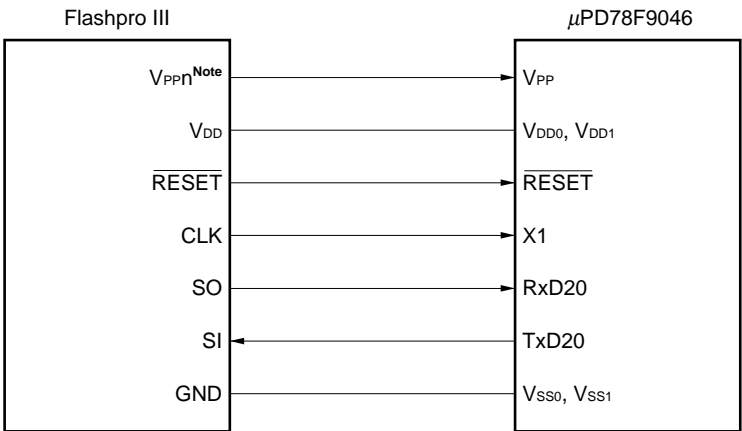 Flashpro III μPD78F9046
VPPnNote VPP
VDD VDD0, VDD1
RESET RESET
CLK X1
SO RxD20
SI TxD20
GND VSS0, VSS1